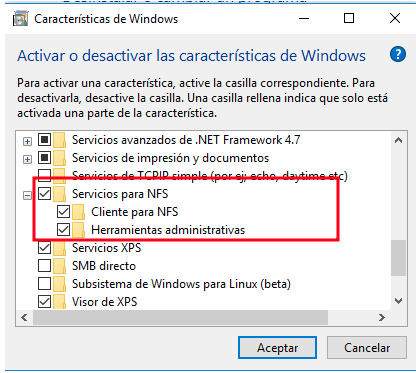 Características de Windows
Activar o desactivar las características de Windows
Para activar una característica, active la casilla correspondiente. Para
desactivarla, desactive la casilla. Una casilla rellena indica que solo está
activada una parte de la característica.
Servicios avanzados de .NET Framework 4.7
Servicios de impresión y documentos
Servicios de TCPIP simple (por ej; echo, daytime etc)
Servicios para NFS
Cliente para NFS
Herramientas administrativas
Servicios XPS
SMB directo
Subsistema de Windows para Linux (beta)
Visor de XPS
Aceptar
Cancelar